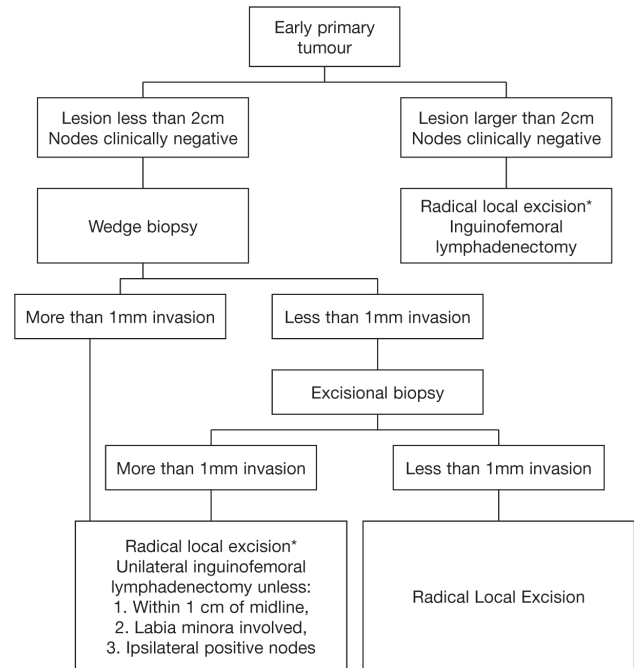 Early primary
tumour
Lesion less than 2cm
Nodes clinically negative
Lesion larger than 2cm
Nodes clinically negative
Wedge biopsy
Radical local excision*
Inguinofemoral
lymphadenectomy
More than 1mm invasion
Less than 1mm invasion
Excisional biopsy
More than 1mm invasion
Less than 1mm invasion
Radical local excision*
Unilateral inguinofemoral
lymphadenectomy unless:
1. Within 1 cm of midline,
2. Labia minora involved,
3. Ipsilateral positive nodes
Radical Local Excision